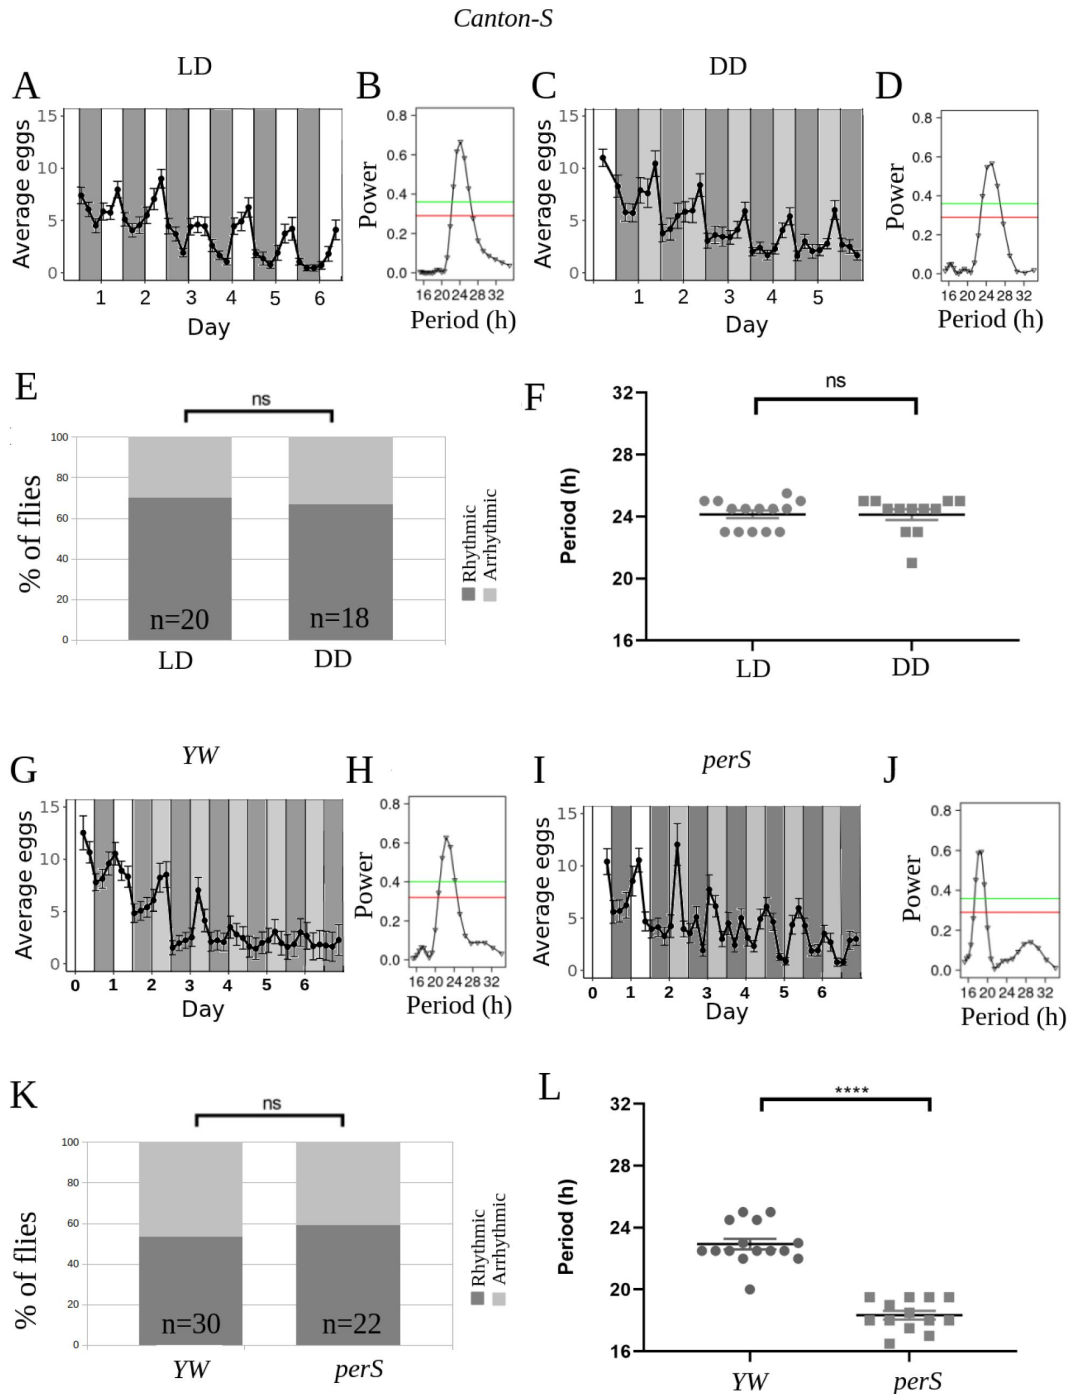 Canton-S
LD
DD
A
B
C
D
Average eggs
15
10
5
0
1 2 3 4 5 6
Day
Power
0.8
0.6
0.4
0.2
0.0
16 20 24 28 32
Period (h)
Average eggs
15
10
5
0
1 2 3 4 5
Day
Power
0.8
0.6
0.4
0.2
0.0
16 20 24 28 32
Period (h)
E
ns
% of flies
100
80
60
40
20
0
n=20
n=18
LD
DD
Rhythmic
Arrhythmic
F
ns
Period (h)
32
28
24
20
16
LD
DD
YW
perS
G
H
I
J
Average eggs
15
10
5
0
0 1 2 3 4 5 6
Day
Power
0.8
0.6
0.4
0.2
0.0
16 20 24 28 32
Period (h)
Average eggs
15
10
5
0
0 1 2 3 4 5 6
Day
Power
0.8
0.6
0.4
0.2
0.0
16 20 24 28 32
Period (h)
K
ns
% of flies
100
80
60
40
20
0
n=30
n=22
YW
perS
Rhythmic
Arrhythmic
L
****
Period (h)
32
28
24
20
16
YW
perS